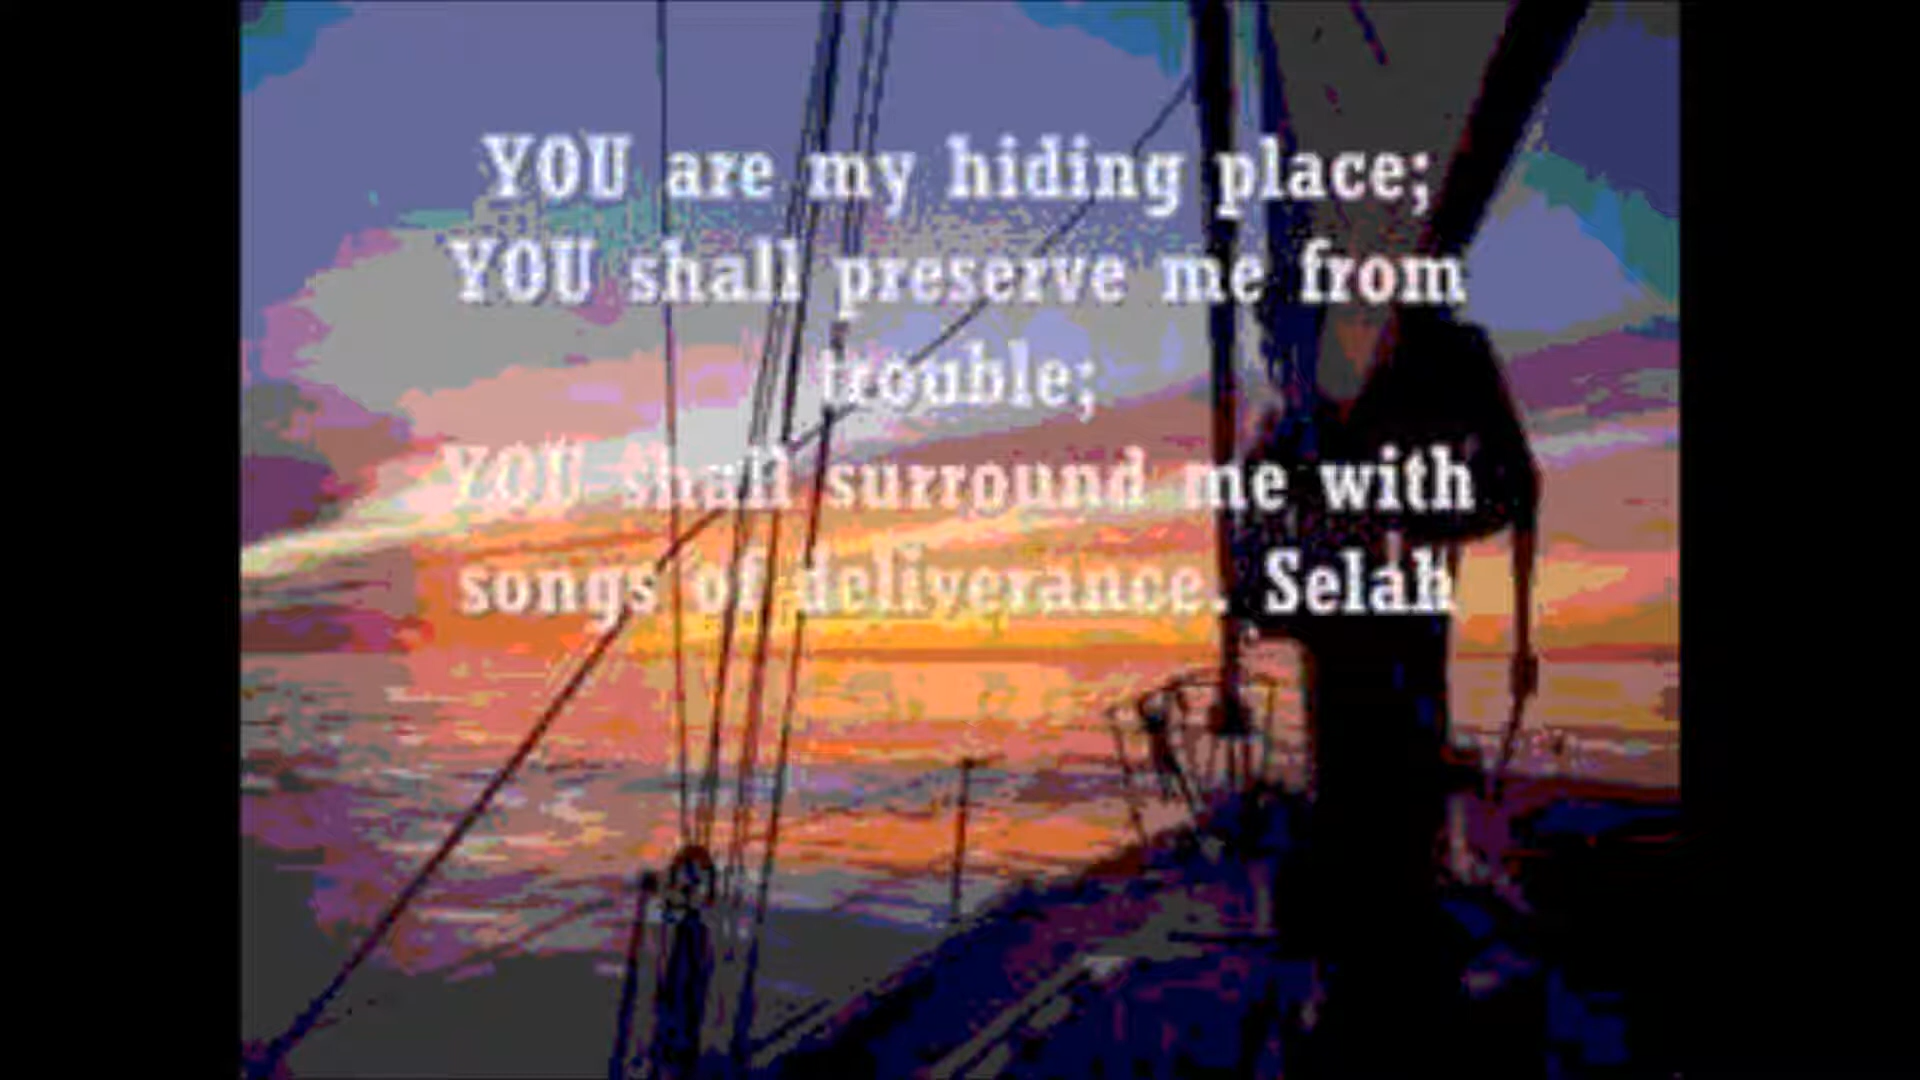 YOU are my hiding place;
YOU shall preserve me from
trouble;
YOU shall surround me with
songs of deliverance. Selah